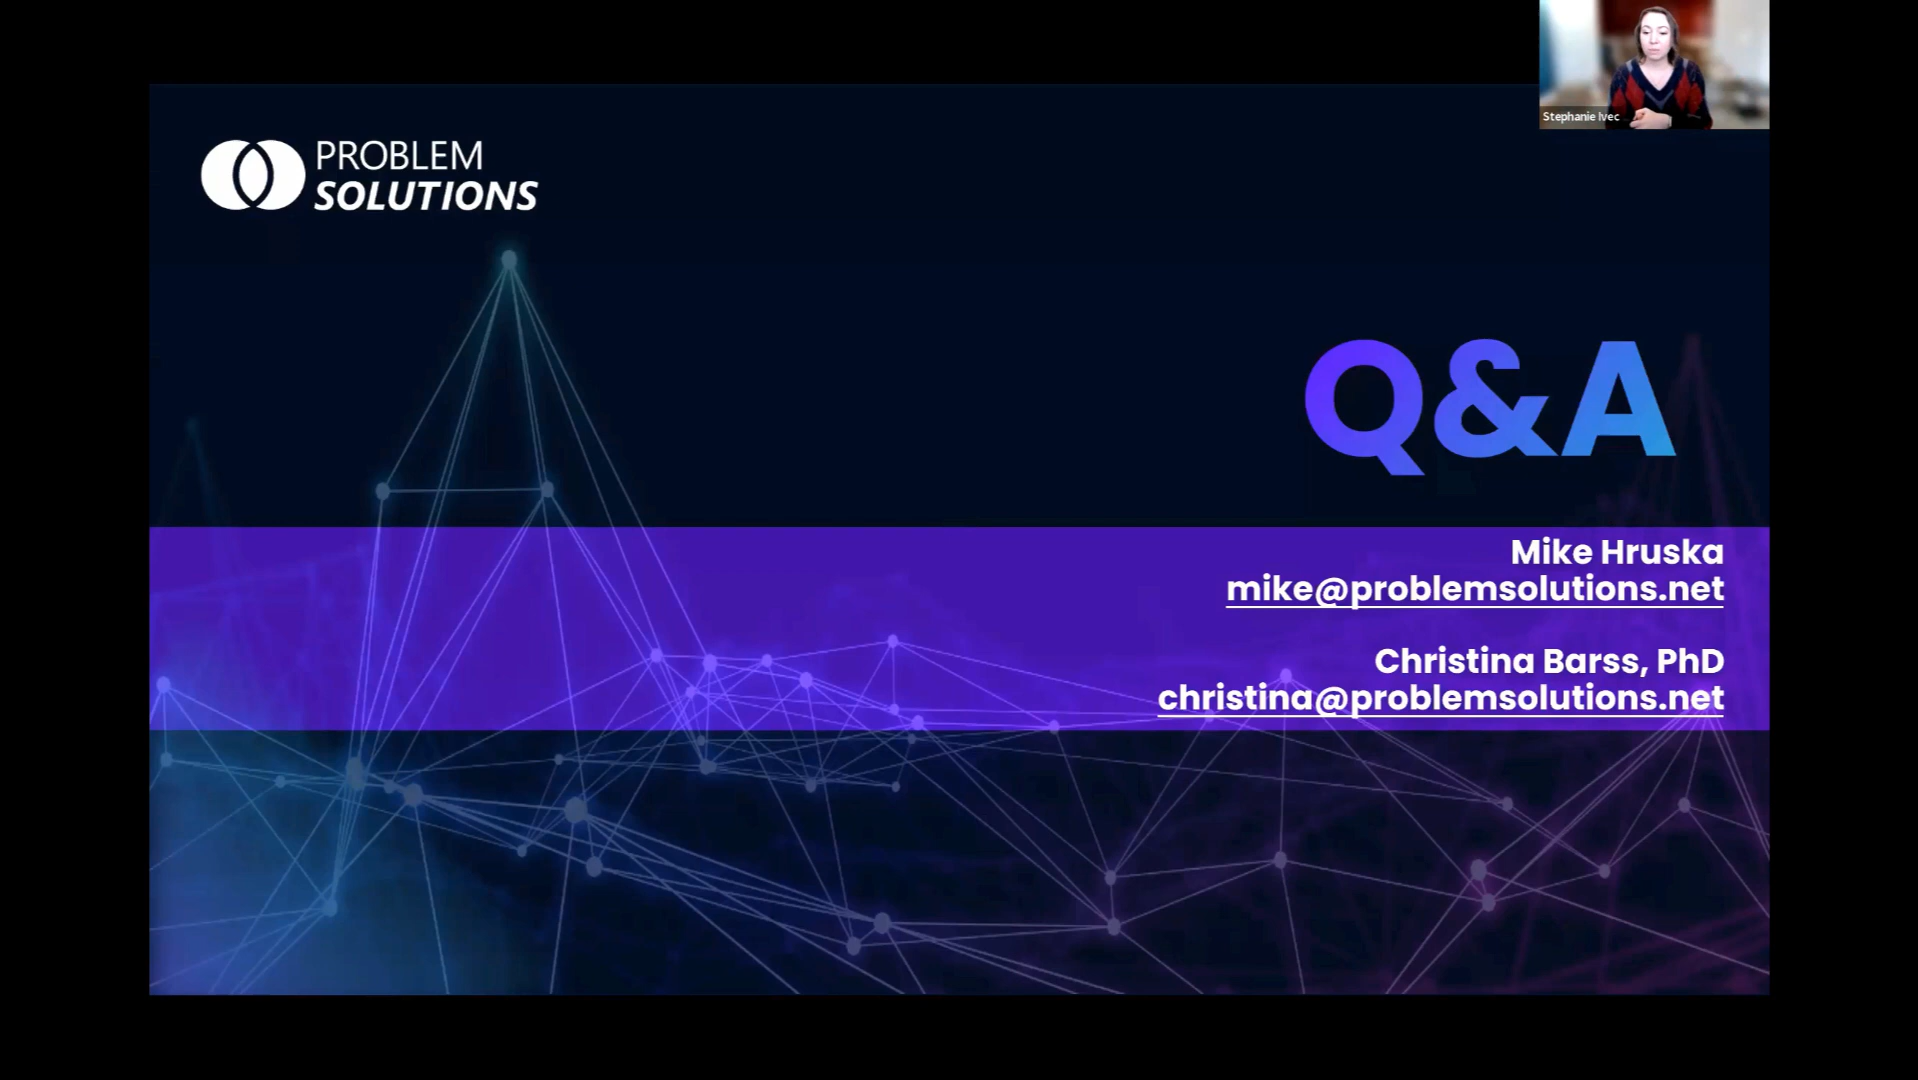 Stephanie Ivec
PROBLEM
SOLUTIONS
Q&A
Mike Hruska
mike@problemsolutions.net
Christina Barss, PhD
christina@problemsolutions.net